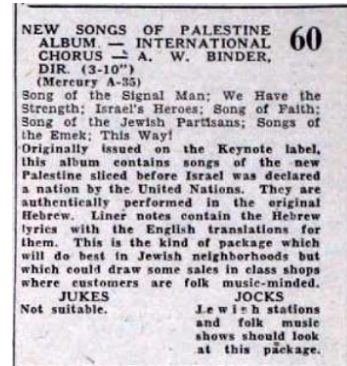 NEW SONGS OF PALESTINE
ALBUM. — INTERNATIONAL 60
CHORUS — A. W. BINDER,
DIR. (3-10")
(Mercury A-35)
Song of the Signal Man; We Have the
Strength; Israel's Heroes; Song of Faith;
Song of the Jewish Partisans; Songs of
the Emek; This Way!
Originally issued on the Keynote label,
this album contains songs of the new
Palestine sliced before Israel was declared
a nation by the United Nations. They are
authentically performed in the original
Hebrew. Liner notes contain the Hebrew
lyrics with the English translations for
them. This is the kind of package which
will do best in Jewish neighborhoods but
which could draw some sales in class shops
where customers are folk music-minded.
JUKES JOCKS
Not suitable. Jewish stations
and folk music
shows should look
at this package.